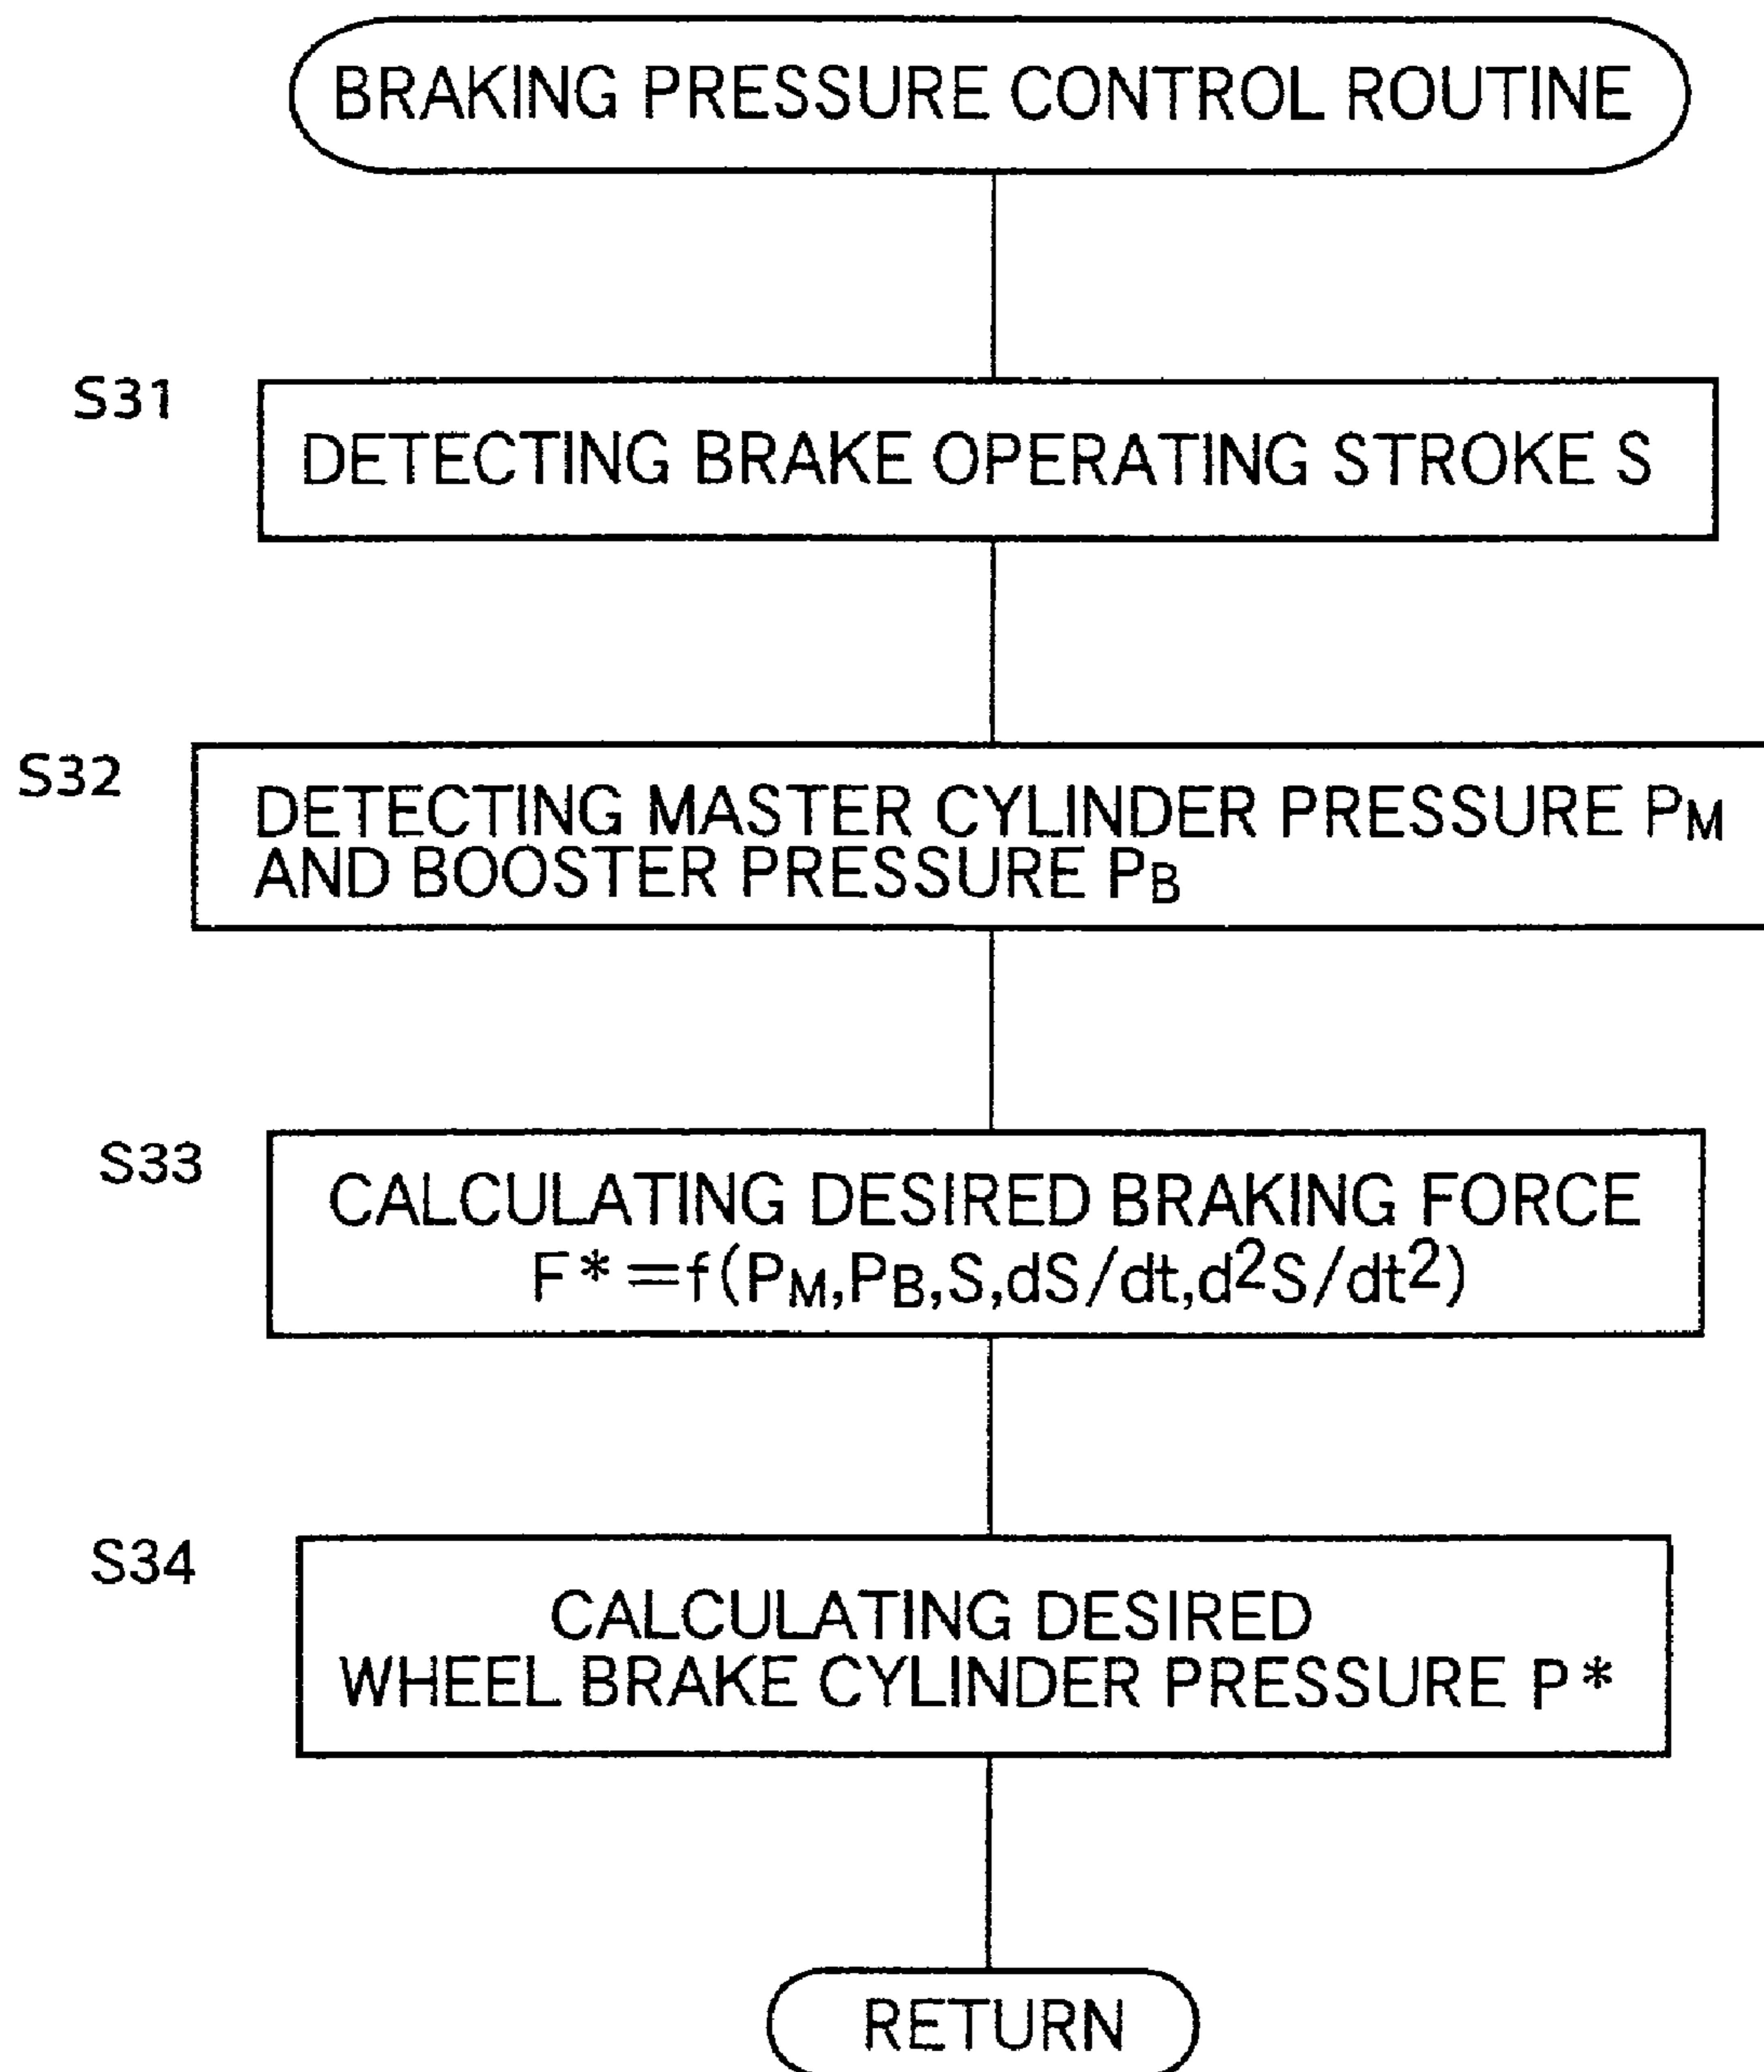 BRAKING PRESSURE CONTROL ROUTINE
S31
DETECTING BRAKE OPERATING STROKE S
S32
DETECTING MASTER CYLINDER PRESSURE PM
AND BOOSTER PRESSURE PB
S33
CALCULATING DESIRED BRAKING FORCE
F*=f(PM,PB,S,dS/dt,d²S/dt²)
S34
CALCULATING DESIRED
WHEEL BRAKE CYLINDER PRESSURE P*
RETURN